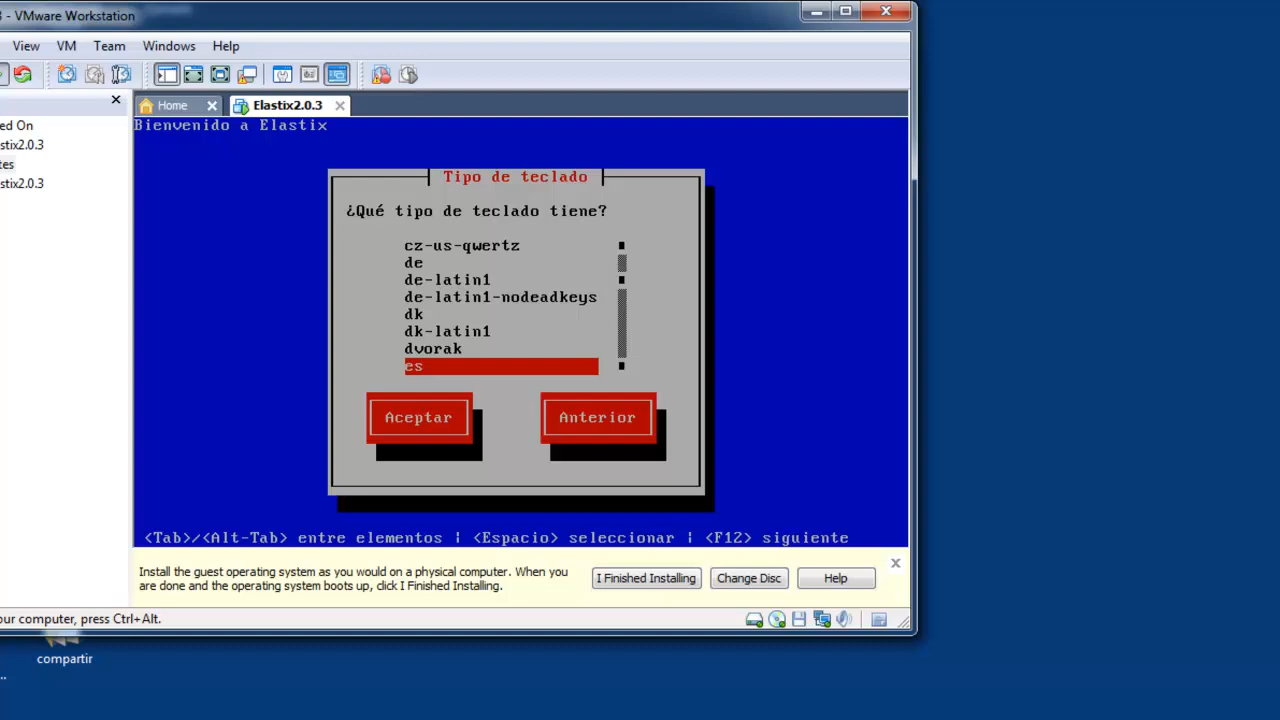 - VMware Workstation
View VM Team Windows Help
ed On
stix2.0.3
tes
stix2.0.3
Home
Elastix2.0.3
Bienvenido a Elastix
Tipo de teclado
¿Qué tipo de teclado tiene?
cz-us-qwertz
de
de-latin1
de-latin1-nodeadkeys
dk
dk-latin1
dvorak
es
Aceptar Anterior
<Tab>/<Alt-Tab> entre elementos | <Espacio> seleccionar | <F12> siguiente
Install the guest operating system as you would on a physical computer. When you
are done and the operating system boots up, click I Finished Installing.
I Finished Installing Change Disc Help
our computer, press Ctrl+Alt.
compartir
...